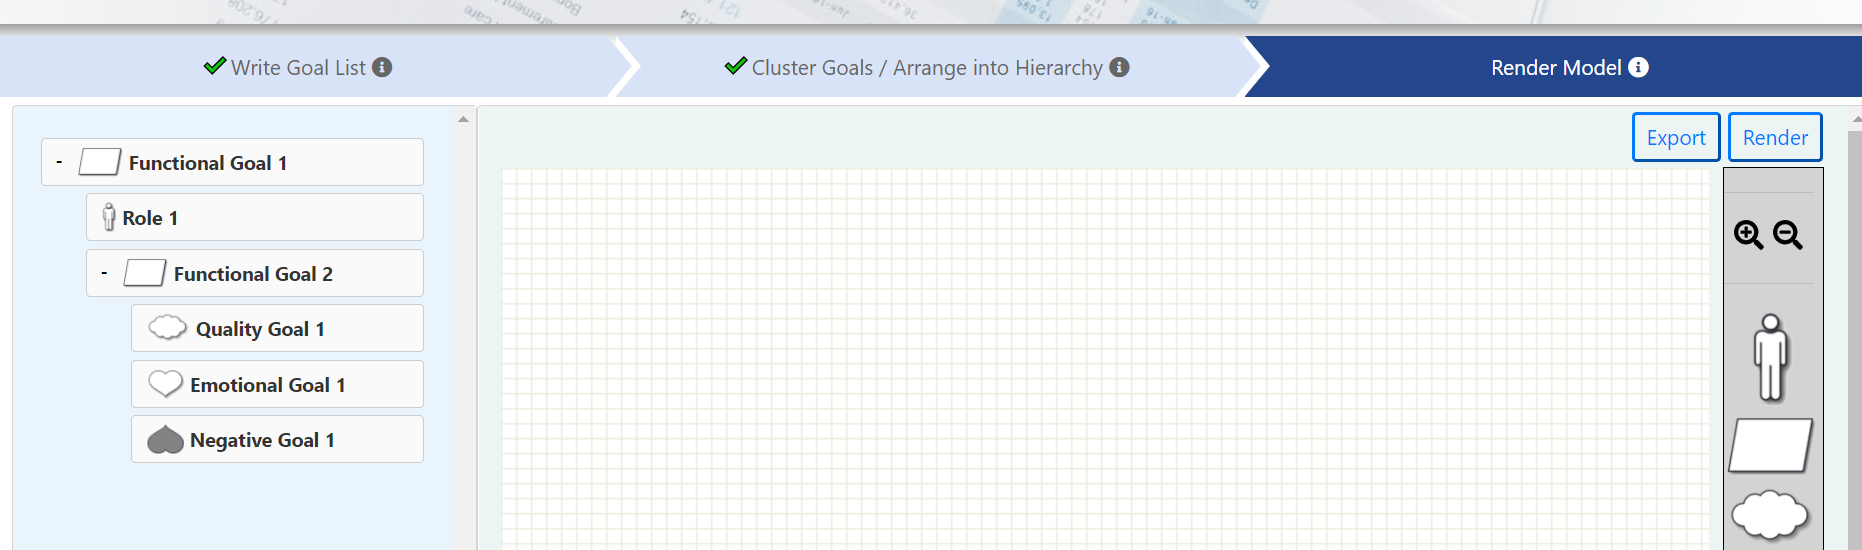 Write Goal List
Cluster Goals / Arrange into Hierarchy
Render Model
Export
Render
- Functional Goal 1
Role 1
- Functional Goal 2
Quality Goal 1
Emotional Goal 1
Negative Goal 1